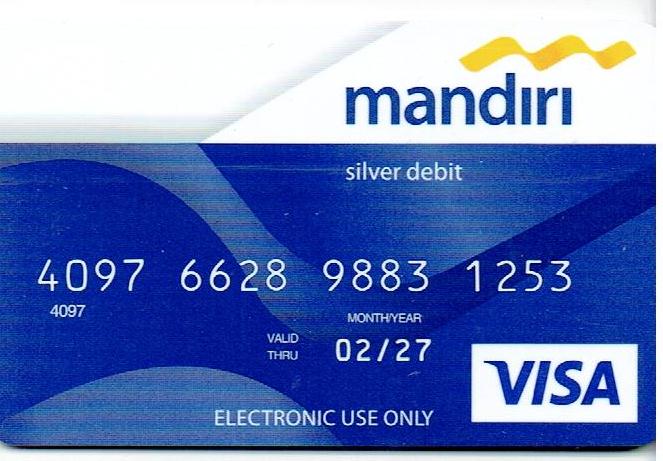 mandiri
silver debit
4097 6628 9883 1253
4097
MONTH/YEAR
VALID THRU 02/27
VISA
ELECTRONIC USE ONLY